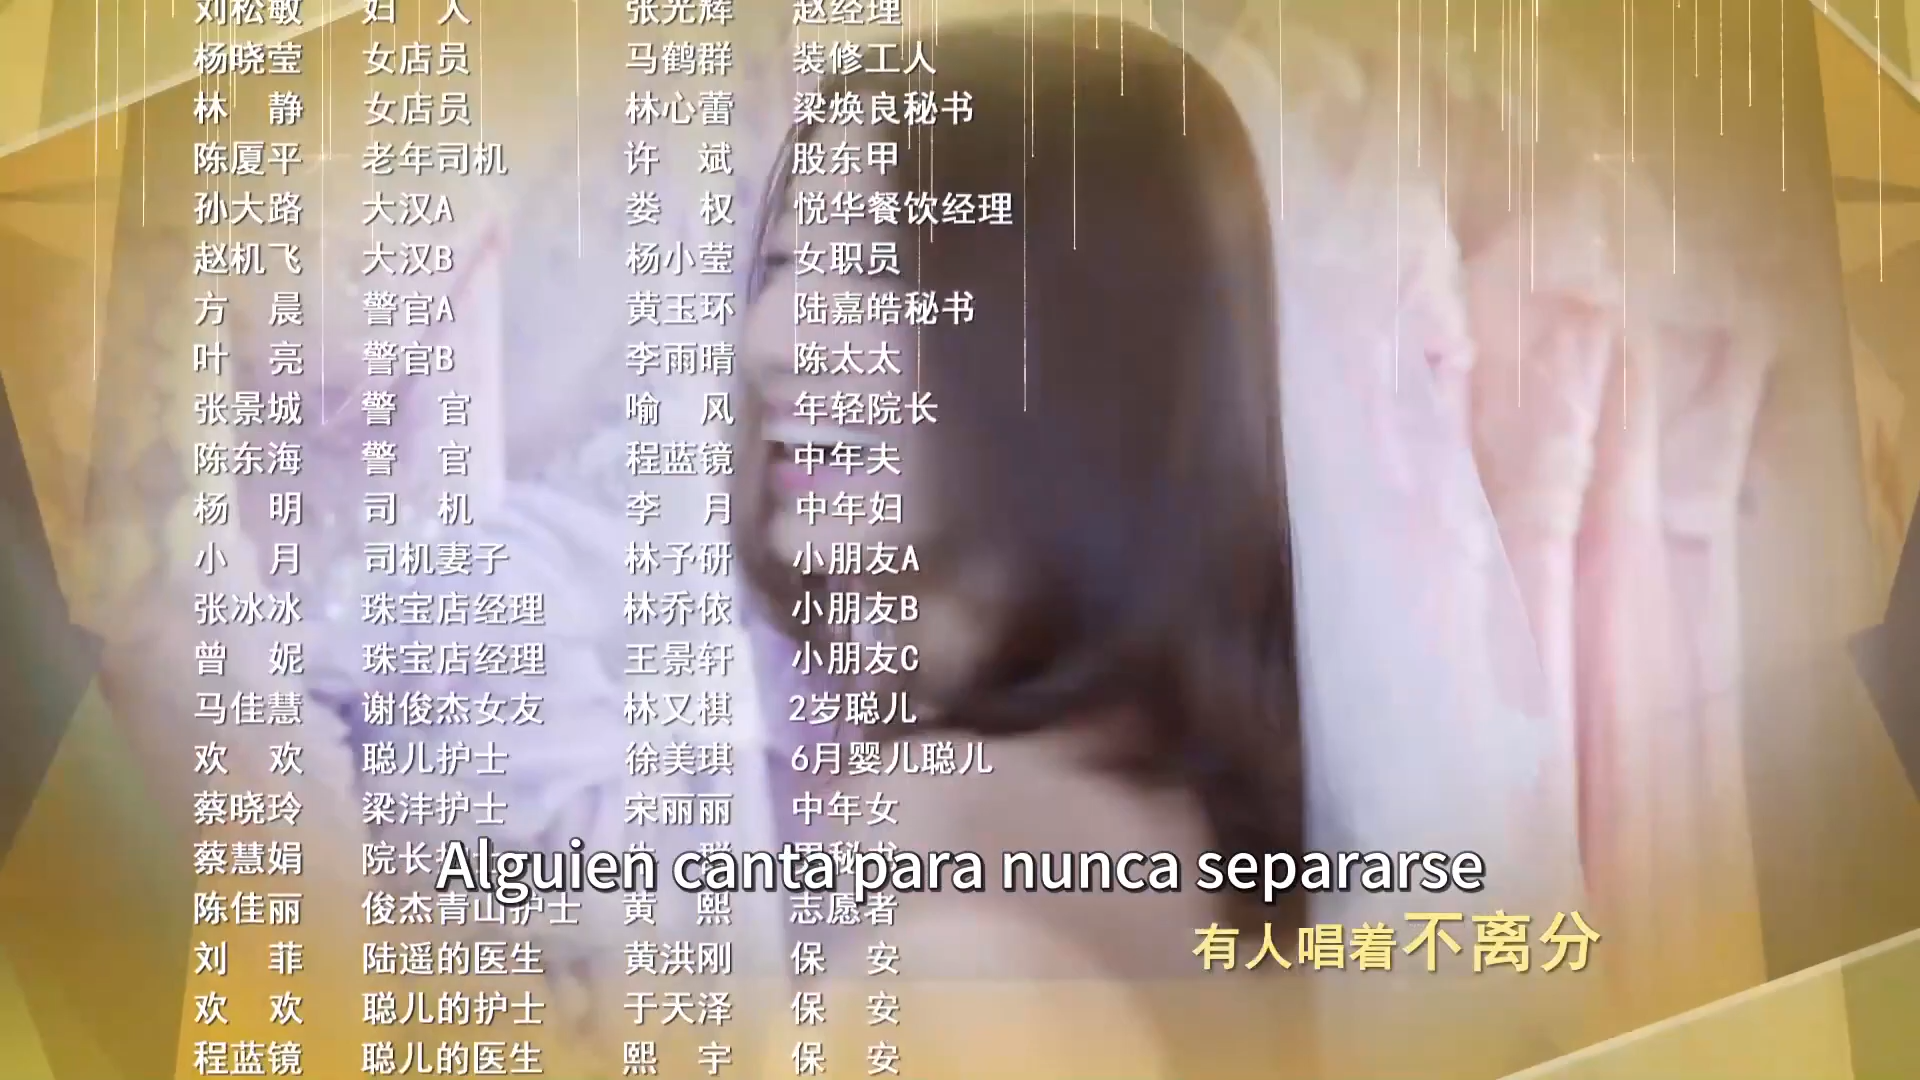 刘松敏 妇 人 张光辉 赵经理
杨晓莹 女店员 马鹤群 装修工人
林 静 女店员 林心蕾 梁焕良秘书
陈厦平 老年司机 许 斌 股东甲
孙大路 大汉A 娄 权 悦华餐饮经理
赵机飞 大汉B 杨小莹 女职员
方 晨 警官A 黄玉环 陆嘉皓秘书
叶 亮 警官B 李雨晴 陈太太
张景城 警 官 喻 风 年轻院长
陈东海 警 官 程蓝镜 中年夫
杨 明 司 机 李 月 中年妇
小 月 司机妻子 林予研 小朋友A
张冰冰 珠宝店经理 林乔依 小朋友B
曾 妮 珠宝店经理 王景轩 小朋友C
马佳慧 谢俊杰女友 林又棋 2岁聪儿
欢 欢 聪儿护士 徐美琪 6月婴儿聪儿
蔡晓玲 梁沣护士 宋丽丽 中年女
蔡慧娟 院长 秘书
Alguien canta para nunca separarse
陈佳丽 俊杰青山护士 黄 熙 志愿者
有人唱着不离分
刘 菲 陆遥的医生 黄洪刚 保 安
欢 欢 聪儿的护士 于天泽 保 安
程蓝镜 聪儿的医生 熙 宇 保 安